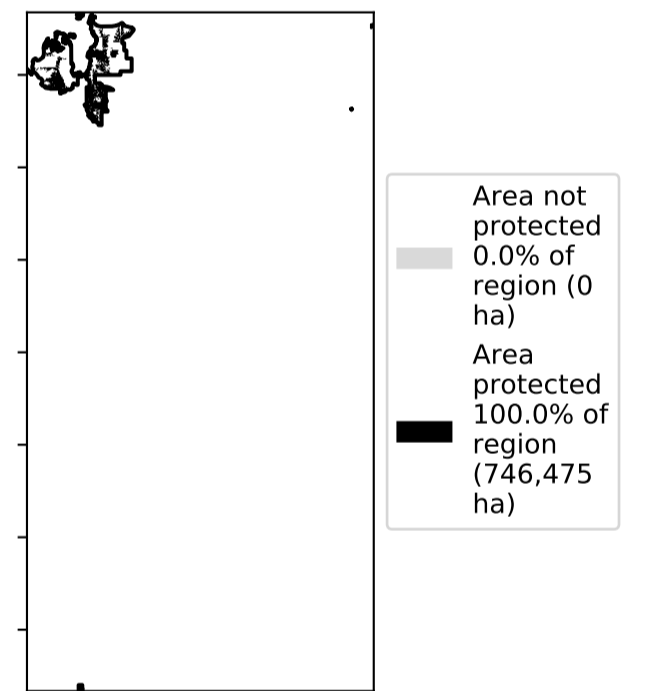 Area not
protected
0.0% of
region (0
ha)
Area
protected
100.0% of
region
(746,475
ha)